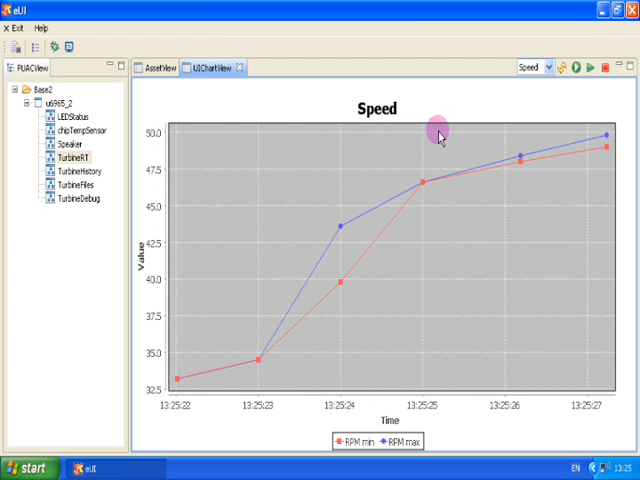 eUI
Exit Help
PUACView
AssetView
UIChartView
Speed
Base2
u6965_2
LEDStatus
chipTempSensor
Speaker
TurbineRT
TurbineHistory
TurbineFiles
TurbineDebug
Speed
50.0
47.5
45.0
42.5
40.0
37.5
35.0
32.5
Value
13:25:22 13:25:23 13:25:24 13:25:25 13:25:26 13:25:27
Time
RPM min RPM max
start
eUI
EN
13:25